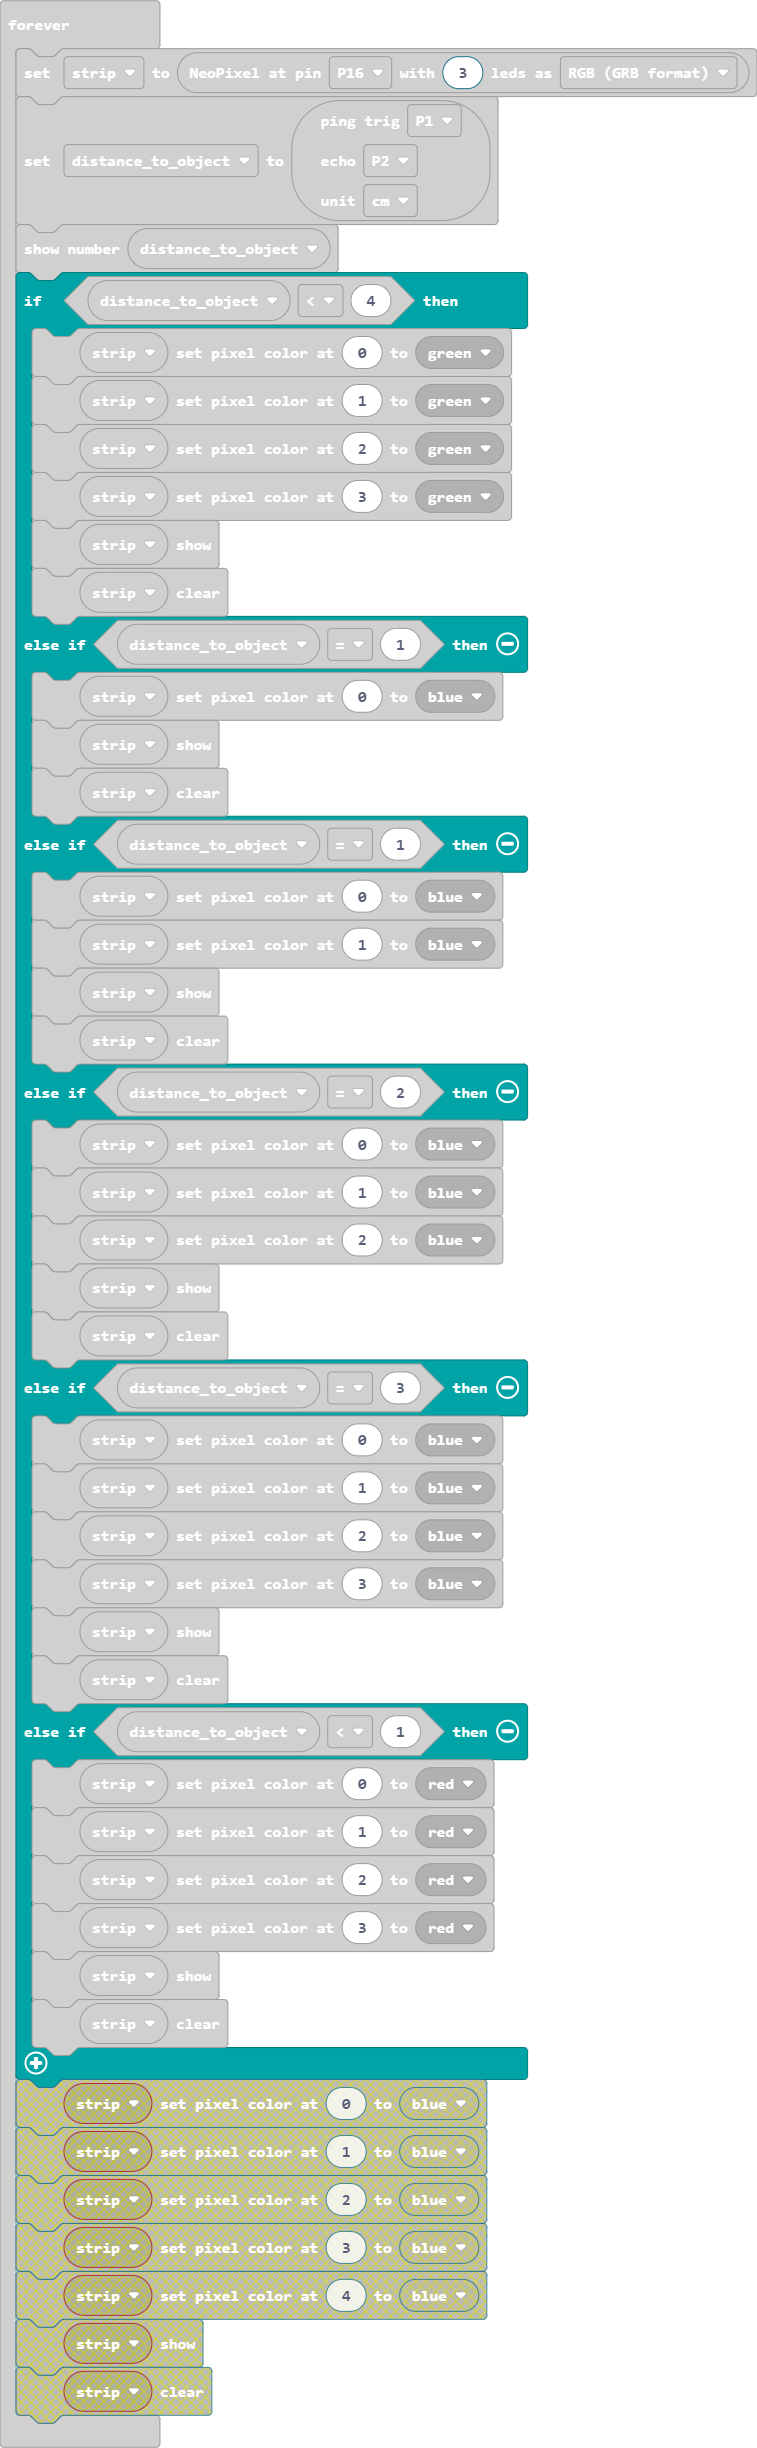 forever
set strip to NeoPixel at pin P16 with 3 leds as RGB (GRB format)
ping trig P1
set distance_to_object to echo P2
unit cm
show number distance_to_object
if distance_to_object < 4 then
strip set pixel color at 0 to green
strip set pixel color at 1 to green
strip set pixel color at 2 to green
strip set pixel color at 3 to green
strip show
strip clear
else if distance_to_object = 1 then
strip set pixel color at 0 to blue
strip show
strip clear
else if distance_to_object = 1 then
strip set pixel color at 0 to blue
strip set pixel color at 1 to blue
strip show
strip clear
else if distance_to_object = 2 then
strip set pixel color at 0 to blue
strip set pixel color at 1 to blue
strip set pixel color at 2 to blue
strip show
strip clear
else if distance_to_object = 3 then
strip set pixel color at 0 to blue
strip set pixel color at 1 to blue
strip set pixel color at 2 to blue
strip set pixel color at 3 to blue
strip show
strip clear
else if distance_to_object < 1 then
strip set pixel color at 0 to red
strip set pixel color at 1 to red
strip set pixel color at 2 to red
strip set pixel color at 3 to red
strip show
strip clear
strip set pixel color at 0 to blue
strip set pixel color at 1 to blue
strip set pixel color at 2 to blue
strip set pixel color at 3 to blue
strip set pixel color at 4 to blue
strip show
strip clear